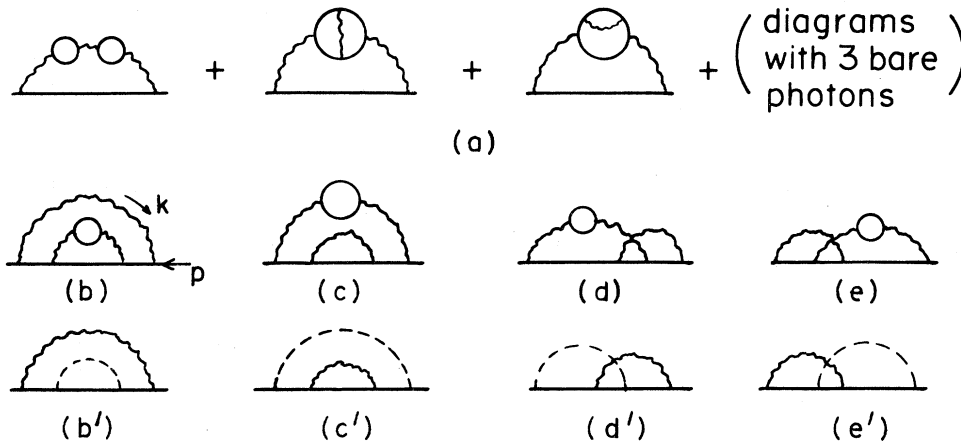 + + + (diagrams
with 3 bare
photons)
(a)
k
p
(b) (c) (d) (e)
(b') (c') (d') (e')